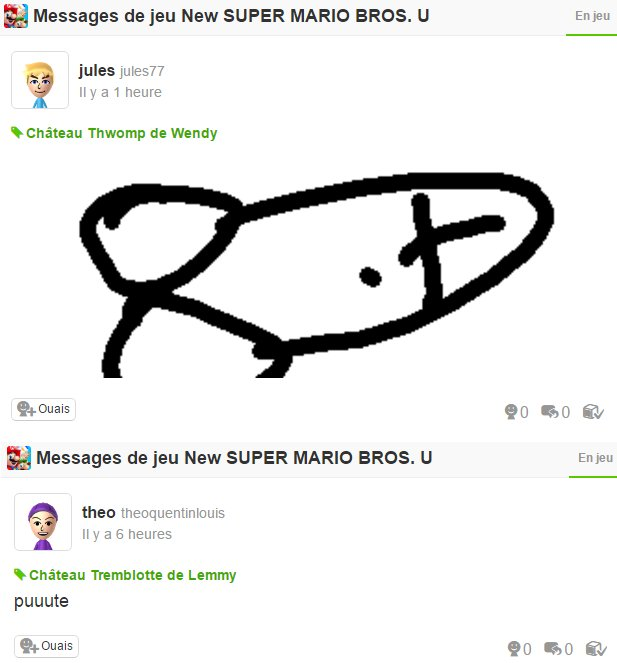 Messages de jeu New SUPER MARIO BROS. U En jeu
jules jules77
Il y a 1 heure
Château Thwomp de Wendy
Ouais 0 0
Messages de jeu New SUPER MARIO BROS. U En jeu
theo theoquentinlouis
Il y a 6 heures
Château Tremblotte de Lemmy
puuute
Ouais 0 0